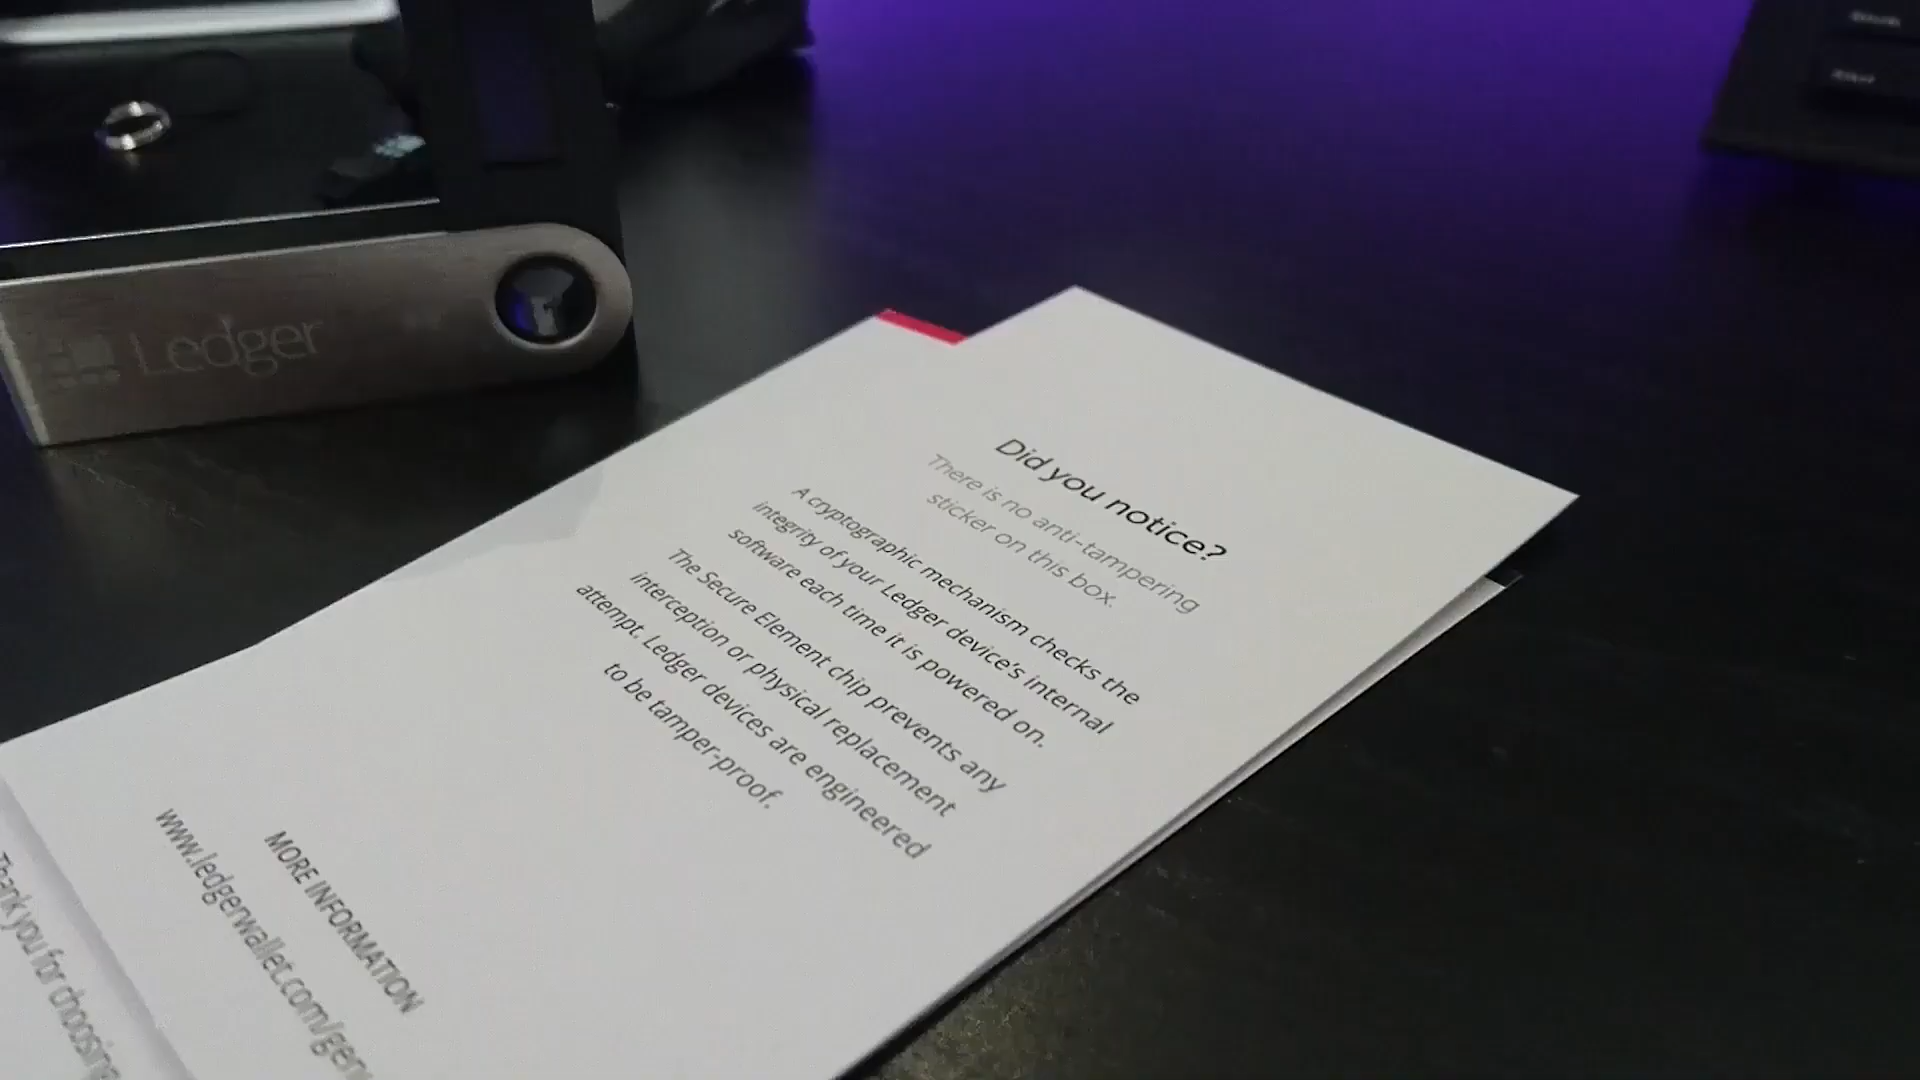 Ledger
Did you notice?
There is no anti-tampering
sticker on this box.
A cryptographic mechanism checks the
integrity of your Ledger device's internal
software each time it is powered on.
The Secure Element chip prevents any
interception or physical replacement
attempt. Ledger devices are engineered
to be tamper-proof.
MORE INFORMATION
www.ledgerwallet.com/gen
Thank you for choosing